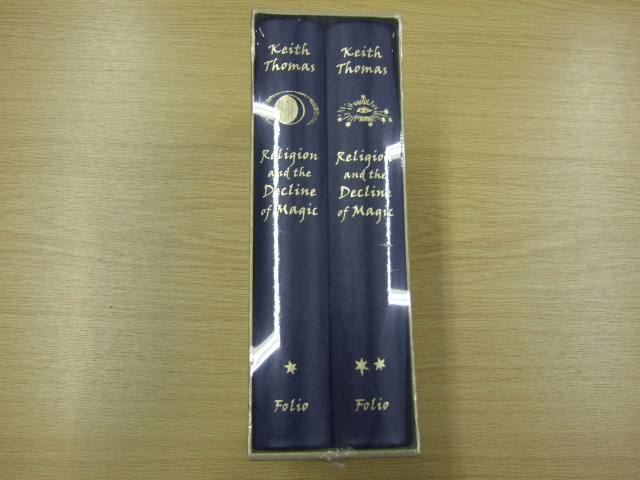 Keith
Thomas
Religion
and the
Decline
of Magic
Folio
Keith
Thomas
Religion
and the
Decline
of Magic
Folio